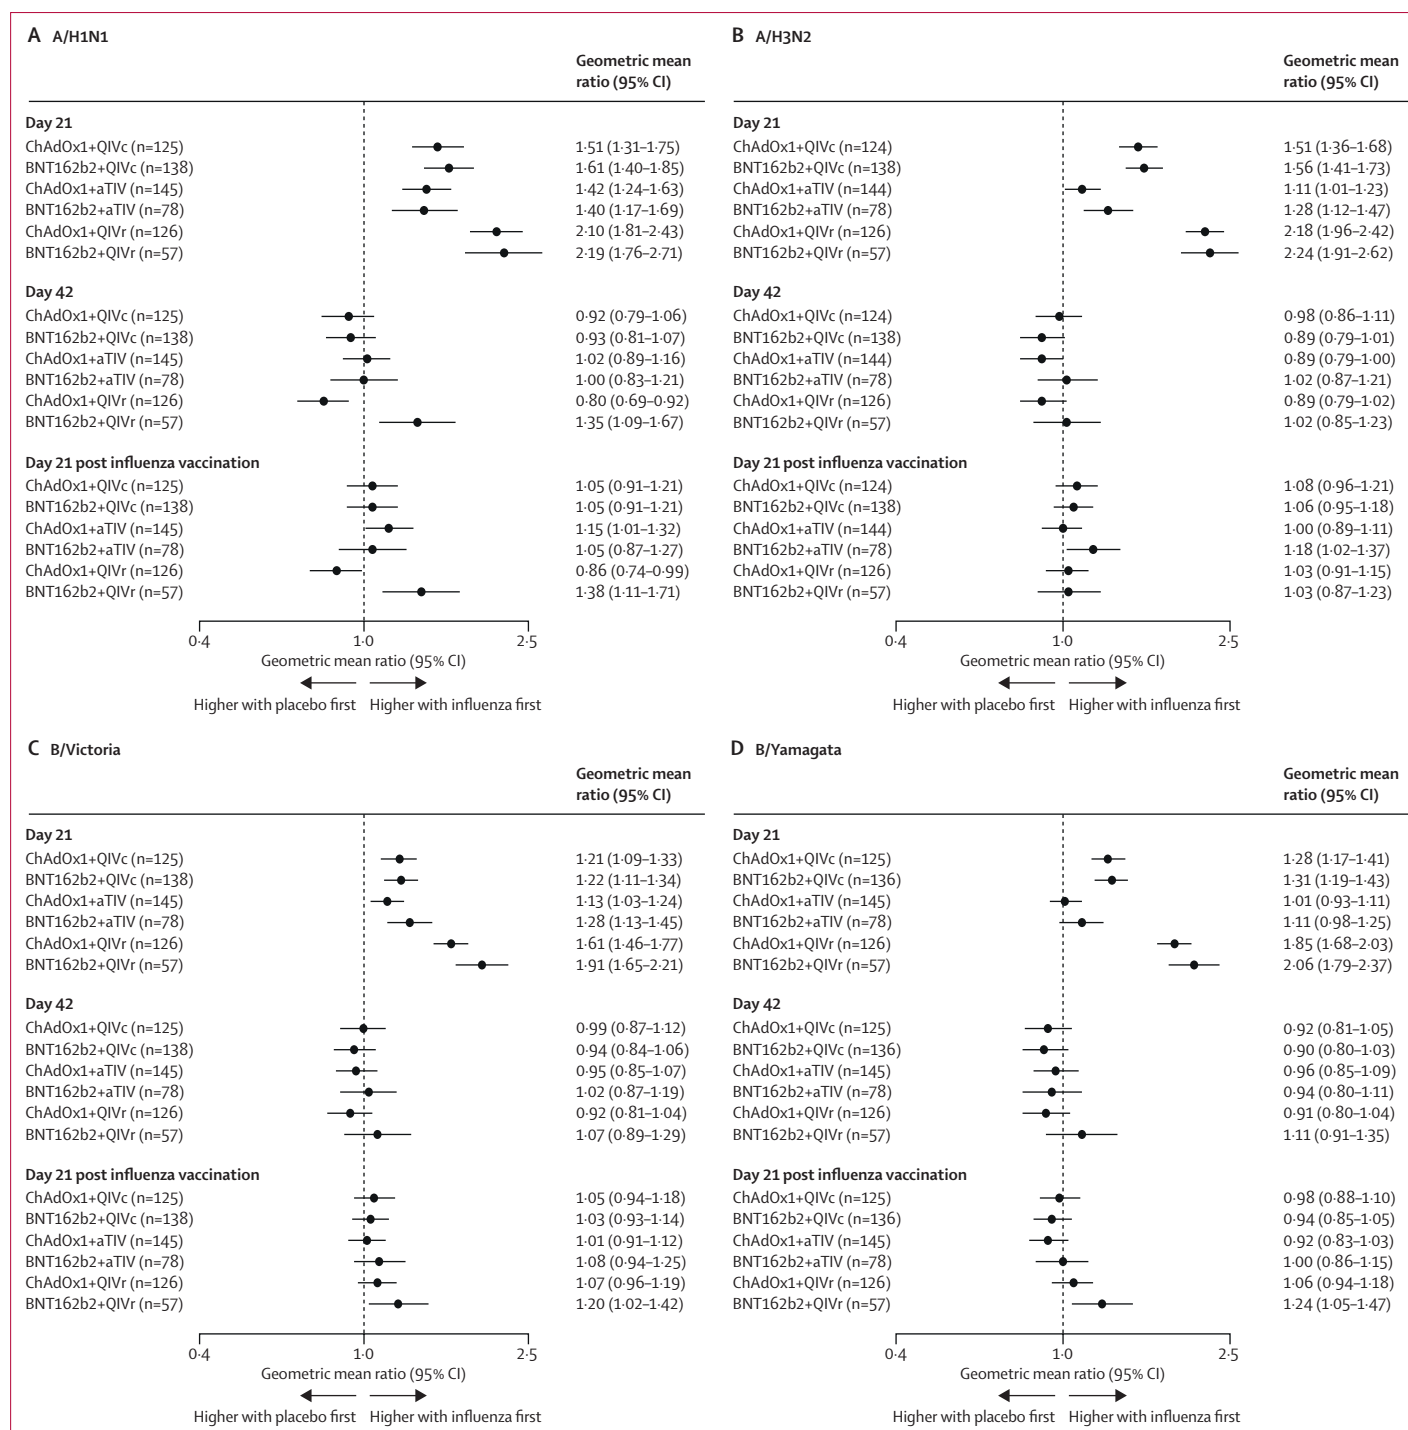 A A/H1N1
Geometric mean
ratio (95% CI)
Day 21
ChAdOx1+QIVc (n=125) 1·51 (1·31–1·75)
BNT162b2+QIVc (n=138) 1·61 (1·40–1·85)
ChAdOx1+aTIV (n=145) 1·42 (1·24–1·63)
BNT162b2+aTIV (n=78) 1·40 (1·17–1·69)
ChAdOx1+QIVr (n=126) 2·10 (1·81–2·43)
BNT162b2+QIVr (n=57) 2·19 (1·76–2·71)
Day 42
ChAdOx1+QIVc (n=125) 0·92 (0·79–1·06)
BNT162b2+QIVc (n=138) 0·93 (0·81–1·07)
ChAdOx1+aTIV (n=145) 1·02 (0·89–1·16)
BNT162b2+aTIV (n=78) 1·00 (0·83–1·21)
ChAdOx1+QIVr (n=126) 0·80 (0·69–0·92)
BNT162b2+QIVr (n=57) 1·35 (1·09–1·67)
Day 21 post influenza vaccination
ChAdOx1+QIVc (n=125) 1·05 (0·91–1·21)
BNT162b2+QIVc (n=138) 1·05 (0·91–1·21)
ChAdOx1+aTIV (n=145) 1·15 (1·01–1·32)
BNT162b2+aTIV (n=78) 1·05 (0·87–1·27)
ChAdOx1+QIVr (n=126) 0·86 (0·74–0·99)
BNT162b2+QIVr (n=57) 1·38 (1·11–1·71)
0·4 1·0 2·5
Geometric mean ratio (95% CI)
Higher with placebo first Higher with influenza first
B A/H3N2
Geometric mean
ratio (95% CI)
Day 21
ChAdOx1+QIVc (n=124) 1·51 (1·36–1·68)
BNT162b2+QIVc (n=138) 1·56 (1·41–1·73)
ChAdOx1+aTIV (n=144) 1·11 (1·01–1·23)
BNT162b2+aTIV (n=78) 1·28 (1·12–1·47)
ChAdOx1+QIVr (n=126) 2·18 (1·96–2·42)
BNT162b2+QIVr (n=57) 2·24 (1·91–2·62)
Day 42
ChAdOx1+QIVc (n=124) 0·98 (0·86–1·11)
BNT162b2+QIVc (n=138) 0·89 (0·79–1·01)
ChAdOx1+aTIV (n=144) 0·89 (0·79–1·00)
BNT162b2+aTIV (n=78) 1·02 (0·87–1·21)
ChAdOx1+QIVr (n=126) 0·89 (0·79–1·02)
BNT162b2+QIVr (n=57) 1·02 (0·85–1·23)
Day 21 post influenza vaccination
ChAdOx1+QIVc (n=124) 1·08 (0·96–1·21)
BNT162b2+QIVc (n=138) 1·06 (0·95–1·18)
ChAdOx1+aTIV (n=144) 1·00 (0·89–1·11)
BNT162b2+aTIV (n=78) 1·18 (1·02–1·37)
ChAdOx1+QIVr (n=126) 1·03 (0·91–1·15)
BNT162b2+QIVr (n=57) 1·03 (0·87–1·23)
0·4 1·0 2·5
Geometric mean ratio (95% CI)
Higher with placebo first Higher with influenza first
C B/Victoria
Geometric mean
ratio (95% CI)
Day 21
ChAdOx1+QIVc (n=125) 1·21 (1·09–1·33)
BNT162b2+QIVc (n=138) 1·22 (1·11–1·34)
ChAdOx1+aTIV (n=145) 1·13 (1·03–1·24)
BNT162b2+aTIV (n=78) 1·28 (1·13–1·45)
ChAdOx1+QIVr (n=126) 1·61 (1·46–1·77)
BNT162b2+QIVr (n=57) 1·91 (1·65–2·21)
Day 42
ChAdOx1+QIVc (n=125) 0·99 (0·87–1·12)
BNT162b2+QIVc (n=138) 0·94 (0·84–1·06)
ChAdOx1+aTIV (n=145) 0·95 (0·85–1·07)
BNT162b2+aTIV (n=78) 1·02 (0·87–1·19)
ChAdOx1+QIVr (n=126) 0·92 (0·81–1·04)
BNT162b2+QIVr (n=57) 1·07 (0·89–1·29)
Day 21 post influenza vaccination
ChAdOx1+QIVc (n=125) 1·05 (0·94–1·18)
BNT162b2+QIVc (n=138) 1·03 (0·93–1·14)
ChAdOx1+aTIV (n=145) 1·01 (0·91–1·12)
BNT162b2+aTIV (n=78) 1·08 (0·94–1·25)
ChAdOx1+QIVr (n=126) 1·07 (0·96–1·19)
BNT162b2+QIVr (n=57) 1·20 (1·02–1·42)
0·4 1·0 2·5
Geometric mean ratio (95% CI)
Higher with placebo first Higher with influenza first
D B/Yamagata
Geometric mean
ratio (95% CI)
Day 21
ChAdOx1+QIVc (n=125) 1·28 (1·17–1·41)
BNT162b2+QIVc (n=136) 1·31 (1·19–1·43)
ChAdOx1+aTIV (n=145) 1·01 (0·93–1·11)
BNT162b2+aTIV (n=78) 1·11 (0·98–1·25)
ChAdOx1+QIVr (n=126) 1·85 (1·68–2·03)
BNT162b2+QIVr (n=57) 2·06 (1·79–2·37)
Day 42
ChAdOx1+QIVc (n=125) 0·92 (0·81–1·05)
BNT162b2+QIVc (n=136) 0·90 (0·80–1·03)
ChAdOx1+aTIV (n=145) 0·96 (0·85–1·09)
BNT162b2+aTIV (n=78) 0·94 (0·80–1·11)
ChAdOx1+QIVr (n=126) 0·91 (0·80–1·04)
BNT162b2+QIVr (n=57) 1·11 (0·91–1·35)
Day 21 post influenza vaccination
ChAdOx1+QIVc (n=125) 0·98 (0·88–1·10)
BNT162b2+QIVc (n=136) 0·94 (0·85–1·05)
ChAdOx1+aTIV (n=145) 0·92 (0·83–1·03)
BNT162b2+aTIV (n=78) 1·00 (0·86–1·15)
ChAdOx1+QIVr (n=126) 1·06 (0·94–1·18)
BNT162b2+QIVr (n=57) 1·24 (1·05–1·47)
0·4 1·0 2·5
Geometric mean ratio (95% CI)
Higher with placebo first Higher with influenza first